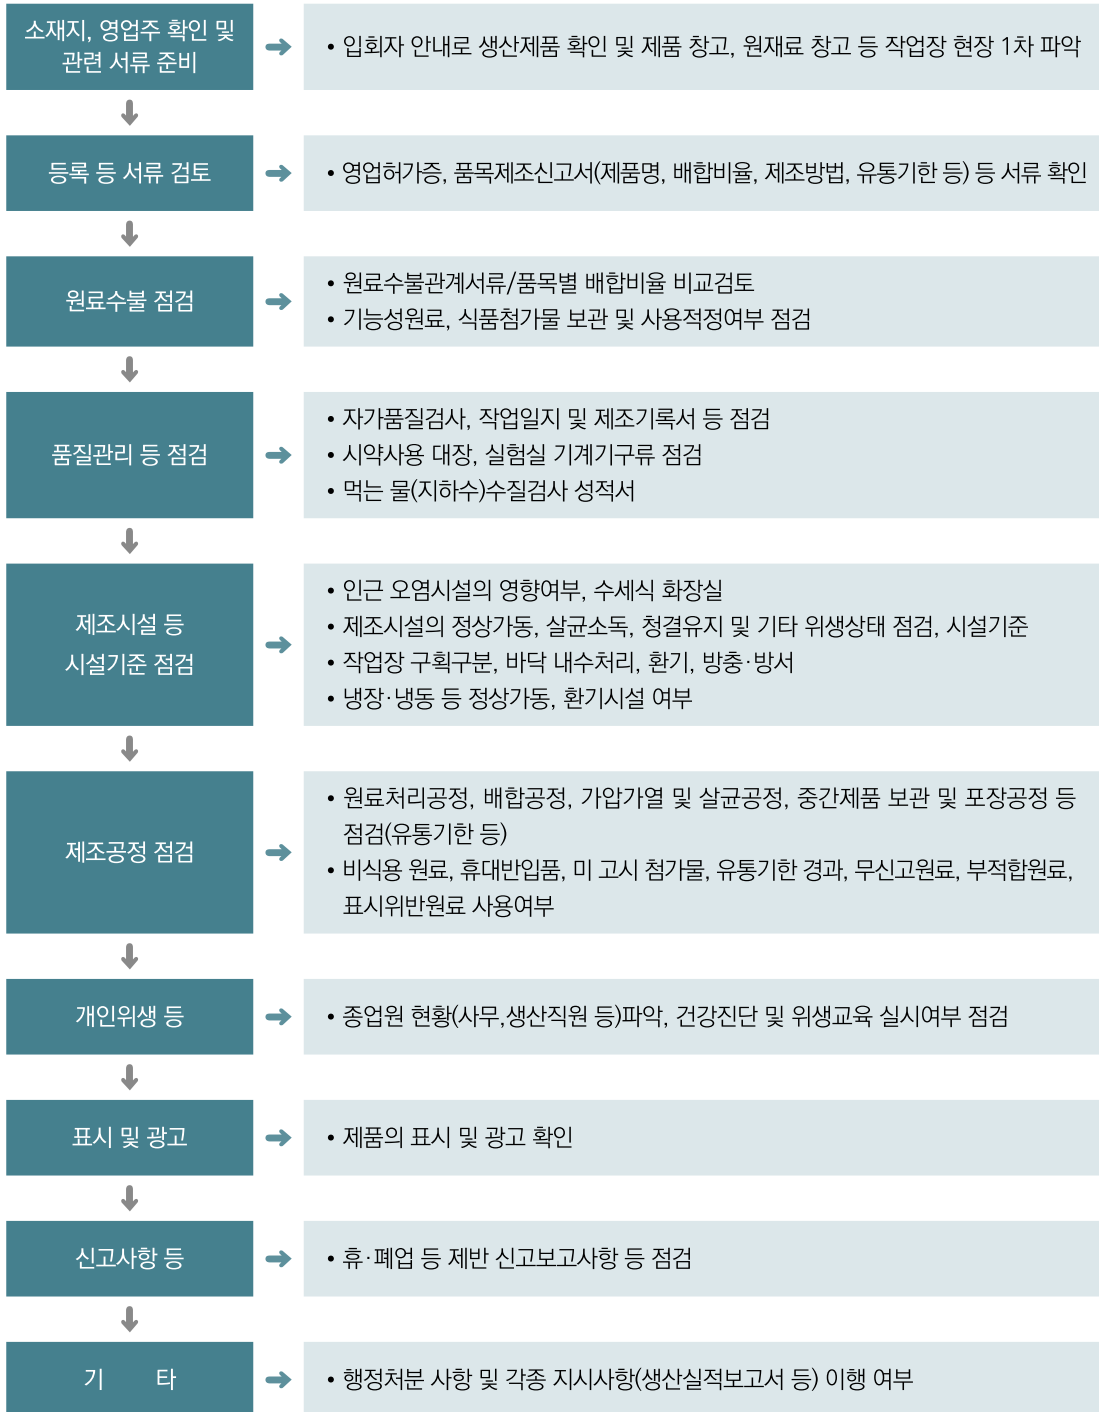 소재지, 영업주 확인 및
관련 서류 준비
• 입회자 안내로 생산제품 확인 및 제품 창고, 원재료 창고 등 작업장 현장 1차 파악
등록 등 서류 검토
• 영업허가증, 품목제조신고서(제품명, 배합비율, 제조방법, 유통기한 등) 등 서류 확인
원료수불 점검
• 원료수불관계서류/품목별 배합비율 비교검토
• 기능성원료, 식품첨가물 보관 및 사용적정여부 점검
품질관리 등 점검
• 자가품질검사, 작업일지 및 제조기록서 등 점검
• 시약사용 대장, 실험실 기계기구류 점검
• 먹는 물(지하수)수질검사 성적서
제조시설 등
시설기준 점검
• 인근 오염시설의 영향여부, 수세식 화장실
• 제조시설의 정상가동, 살균소독, 청결유지 및 기타 위생상태 점검, 시설기준
• 작업장 구획구분, 바닥 내수처리, 환기, 방충·방서
• 냉장·냉동 등 정상가동, 환기시설 여부
제조공정 점검
• 원료처리공정, 배합공정, 가압가열 및 살균공정, 중간제품 보관 및 포장공정 등
점검(유통기한 등)
• 비식용 원료, 휴대반입품, 미 고시 첨가물, 유통기한 경과, 무신고원료, 부적합원료,
표시위반원료 사용여부
개인위생 등
• 종업원 현황(사무,생산직원 등)파악, 건강진단 및 위생교육 실시여부 점검
표시 및 광고
• 제품의 표시 및 광고 확인
신고사항 등
• 휴·폐업 등 제반 신고보고사항 등 점검
기 타
• 행정처분 사항 및 각종 지시사항(생산실적보고서 등) 이행 여부